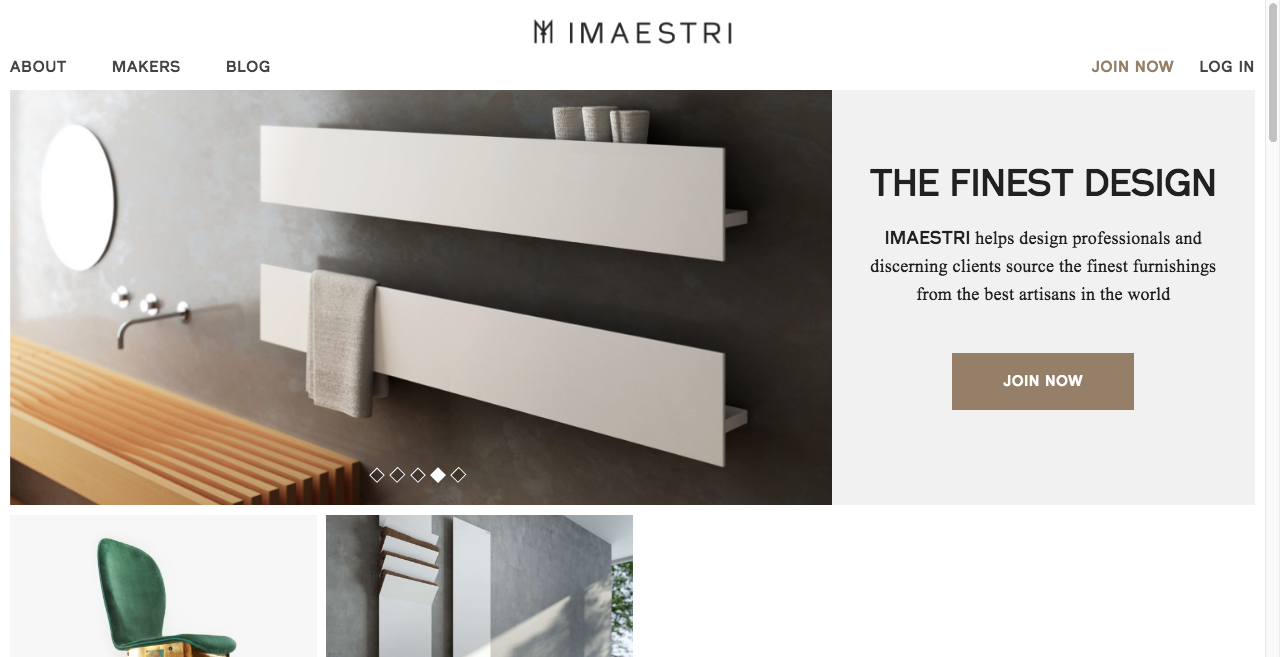 IMAESTRI
ABOUT MAKERS BLOG JOIN NOW LOG IN
THE FINEST DESIGN
IMAESTRI helps design professionals and
discerning clients source the finest furnishings
from the best artisans in the world
JOIN NOW